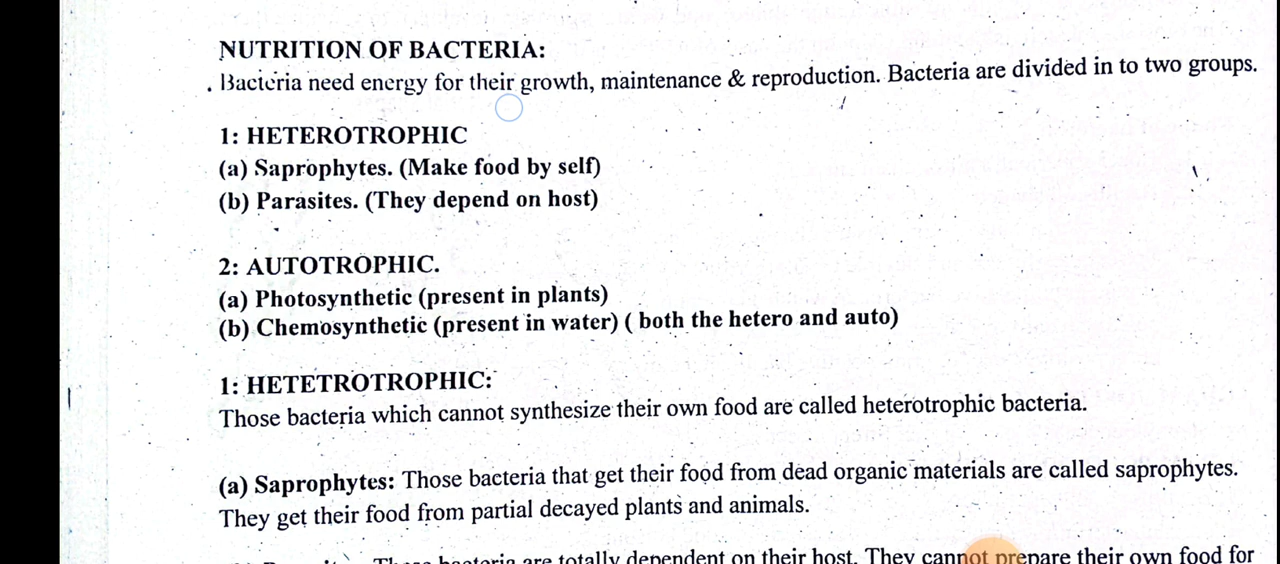 NUTRITION OF BACTERIA:
. Bacteria need energy for their growth, maintenance & reproduction. Bacteria are divided in to two groups.
1: HETEROTROPHIC
(a) Saprophytes. (Make food by self)
(b) Parasites. (They depend on host)
2: AUTOTROPHIC.
(a) Photosynthetic (present in plants)
(b) Chemosynthetic (present in water) ( both the hetero and auto)
1: HETETROTROPHIC:
Those bacteria which cannot synthesize their own food are called heterotrophic bacteria.
(a) Saprophytes: Those bacteria that get their food from dead organic materials are called saprophytes.
They get their food from partial decayed plants and animals.
bacteria are totally dependent on their host. They cannot prepare their own food for